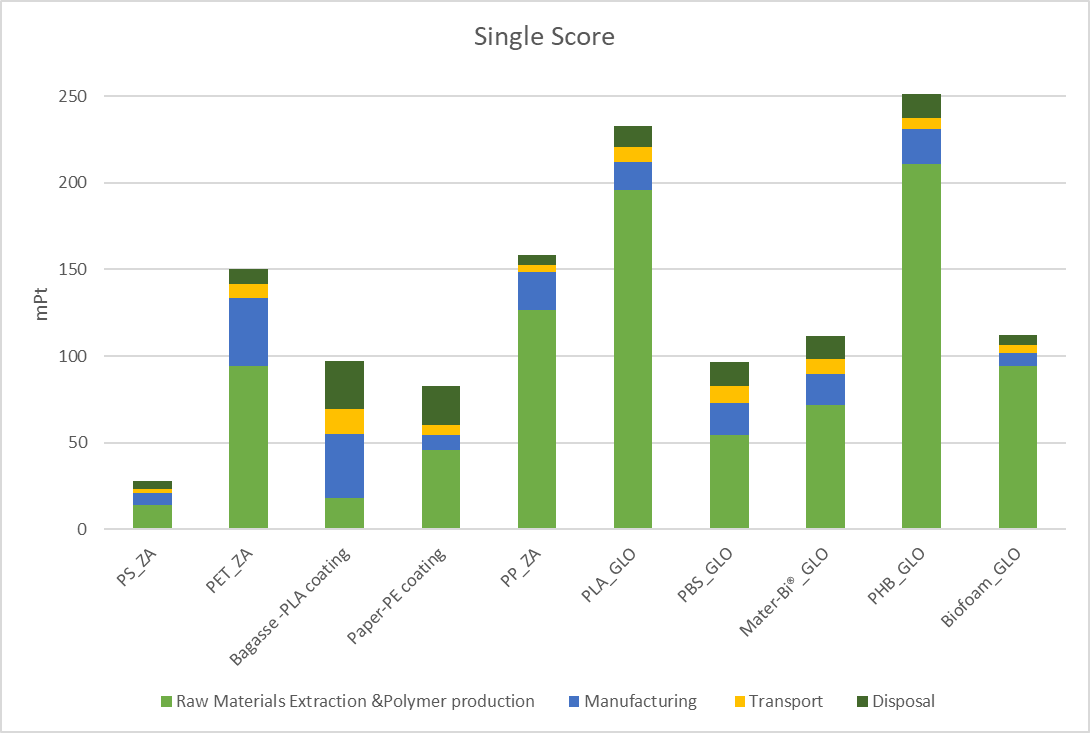 Single Score
mPt
250
200
150
100
50
0
PS_ZA
PET_ZA
Bagasse -PLA coating
Paper-PE coating
PP_ZA
PLA_GLO
PBS_GLO
Mater-Bi®_GLO
PHB_GLO
Biofoam_GLO
Raw Materials Extraction &Polymer production
Manufacturing
Transport
Disposal